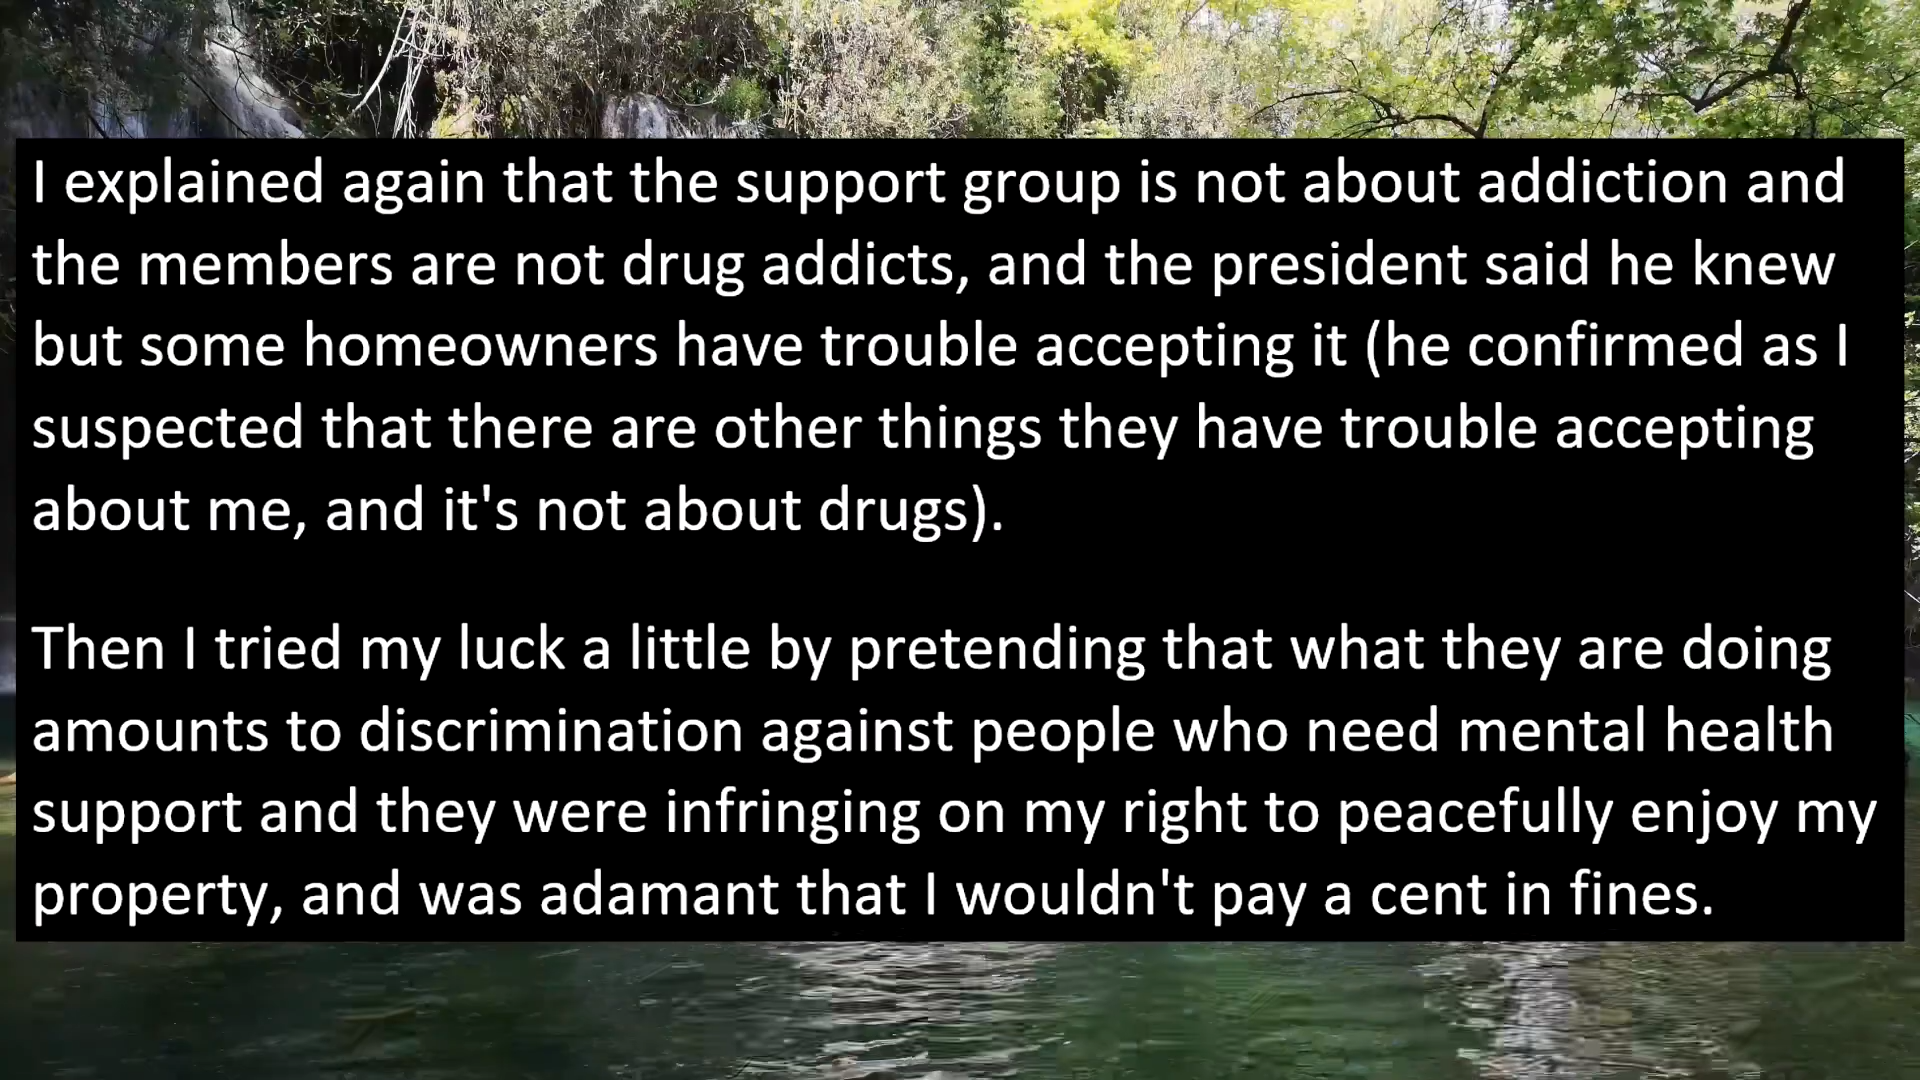 I explained again that the support group is not about addiction and
the members are not drug addicts, and the president said he knew
but some homeowners have trouble accepting it (he confirmed as I
suspected that there are other things they have trouble accepting
about me, and it's not about drugs).
Then I tried my luck a little by pretending that what they are doing
amounts to discrimination against people who need mental health
support and they were infringing on my right to peacefully enjoy my
property, and was adamant that I wouldn't pay a cent in fines.